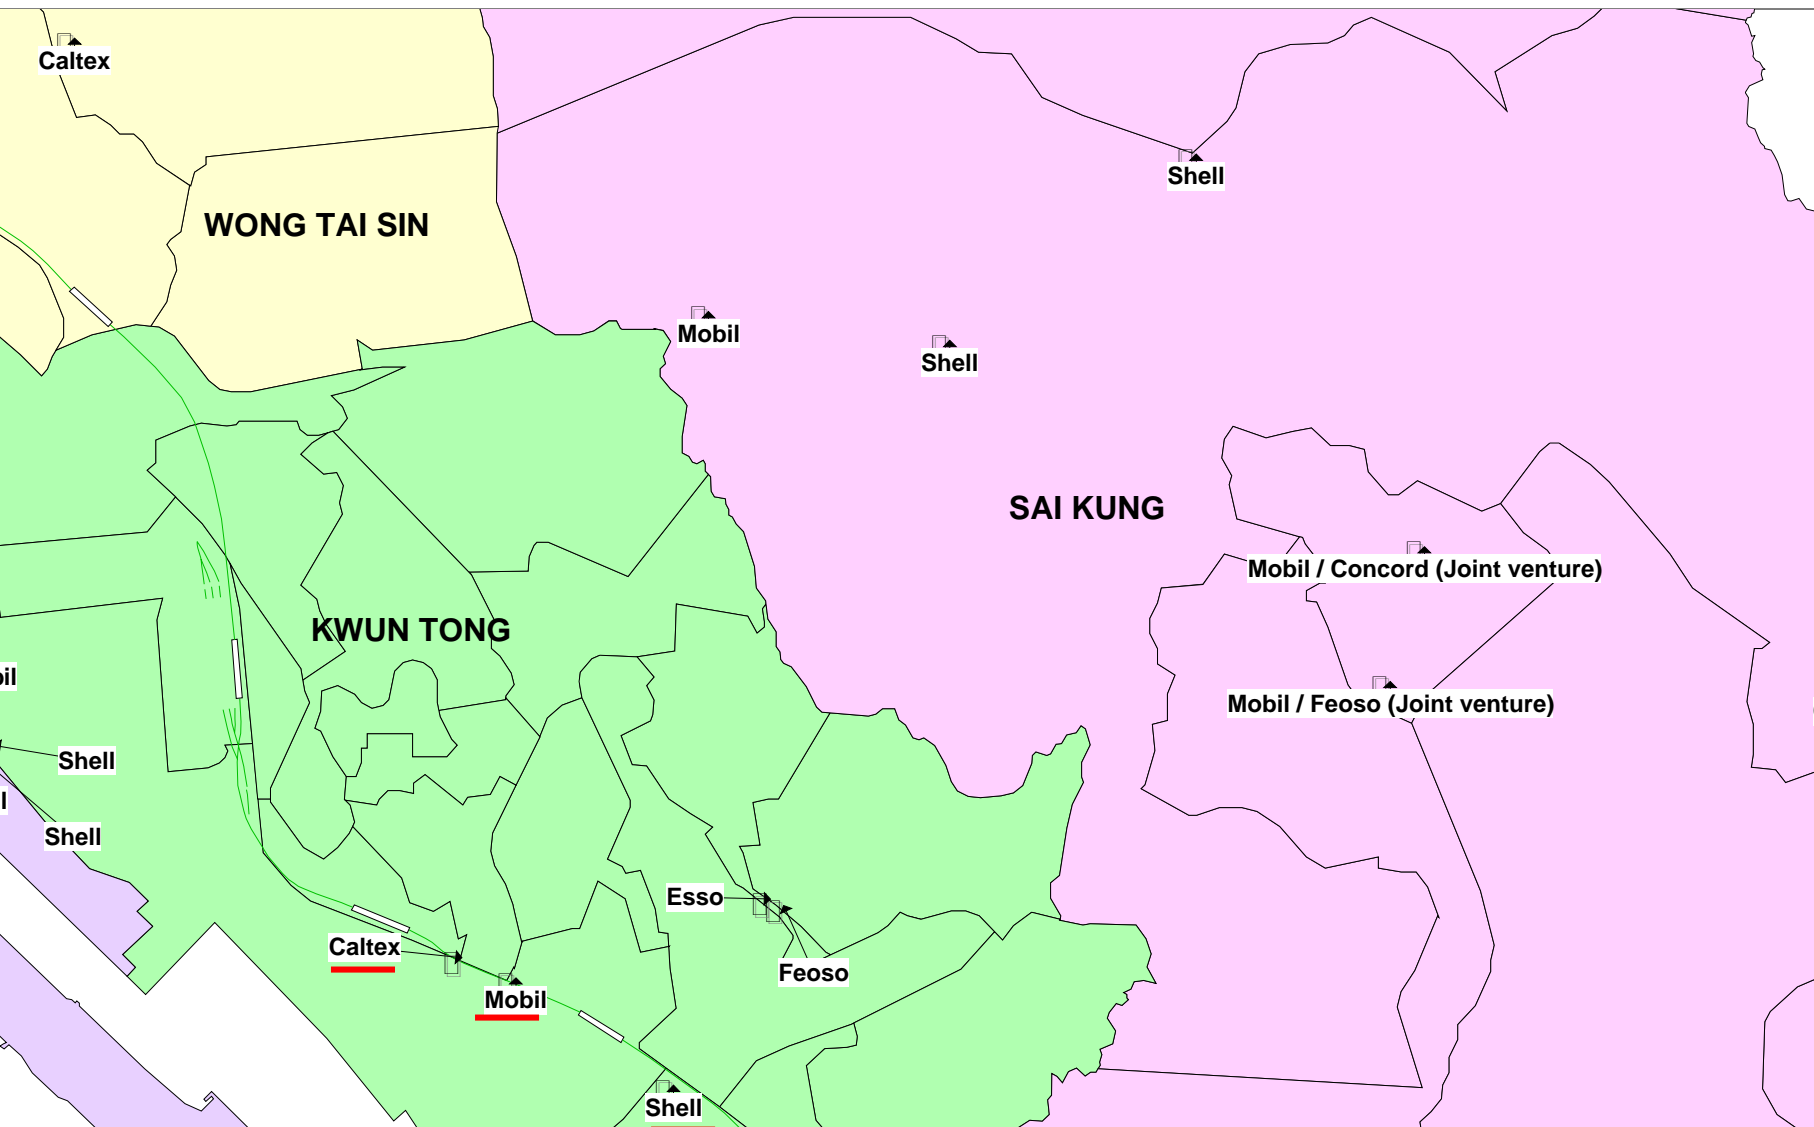 Caltex
Shell
WONG TAI SIN
Mobil
Shell
SAI KUNG
Mobil / Concord (Joint venture)
KWUN TONG
Mobil / Feoso (Joint venture)
Shell
Shell
Esso
Caltex
Feoso
Mobil
Shell